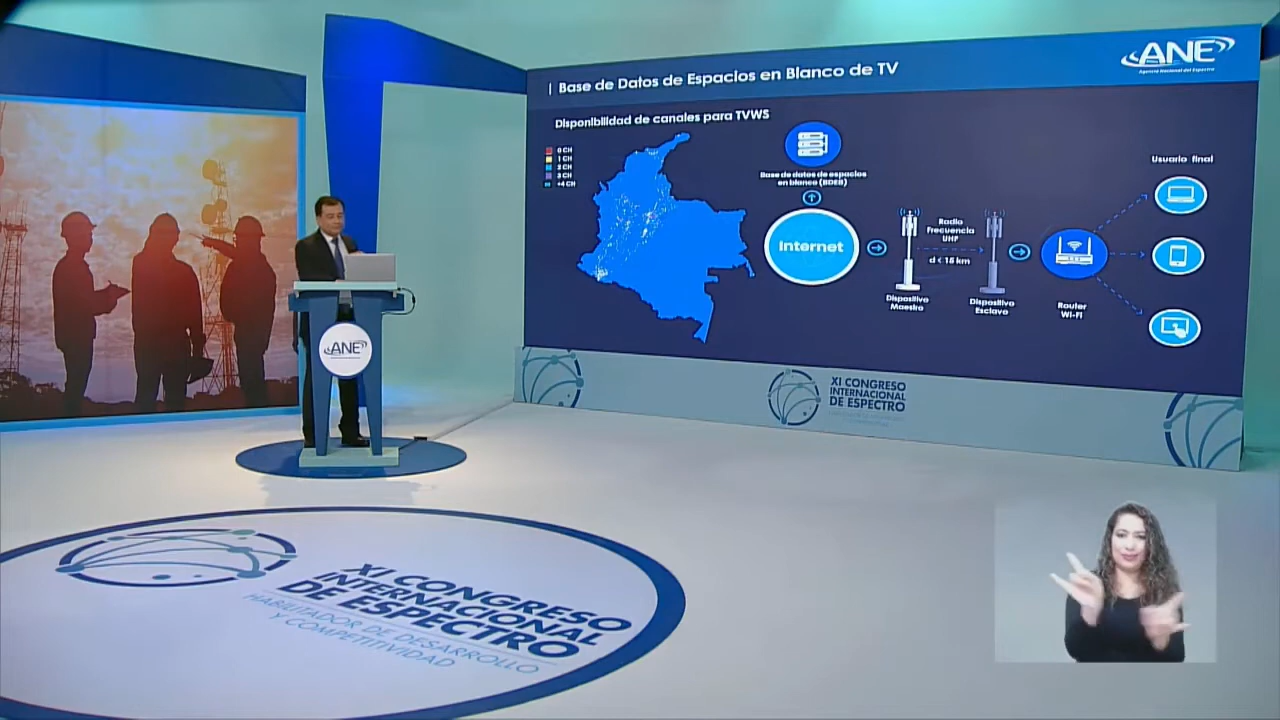 | Base de Datos de Espacios en Blanco de TV
ANE
Agencia Nacional del Espectro
Disponibilidad de canales para TVWS
0 CH
1 CH
2 CH
3 CH
+4 CH
Base de datos de espacios
en blanco (BDEB)
Internet
Radio
Frecuencia
UHF
d < 15 km
Dispositivo
Maestro
Dispositivo
Esclavo
Router
Wi-Fi
Usuario final
ANE
XI CONGRESO
INTERNACIONAL
DE ESPECTRO
XI CONGRESO
INTERNACIONAL
DE ESPECTRO
HABILITADOR DE DESARROLLO
Y COMPETITIVIDAD